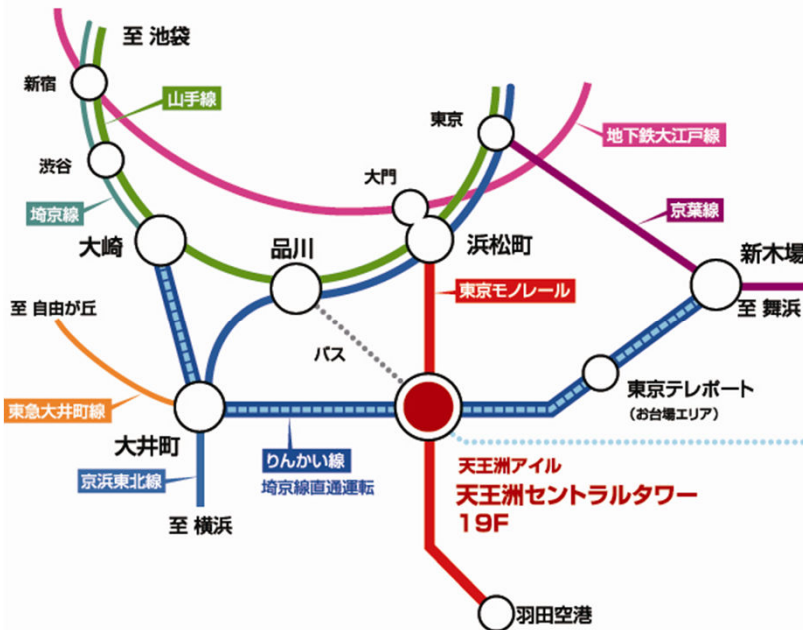 至 池袋
新宿
山手線
東京
地下鉄大江戸線
渋谷
大門
埼京線
京葉線
大崎
品川
浜松町
新木場
東京モノレール
至 自由が丘
至 舞浜
バス
東京テレポート
(お台場エリア)
東急大井町線
大井町
りんかい線
天王洲アイル
京浜東北線
埼京線直通運転
天王洲セントラルタワー
19F
至 横浜
羽田空港